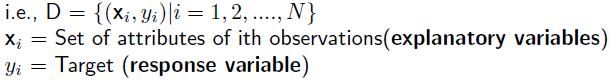 i.e., D = {(x_i, y_i)|i = 1, 2, ...., N}
x_i = Set of attributes of ith observations(explanatory variables)
y_i = Target (response variable)